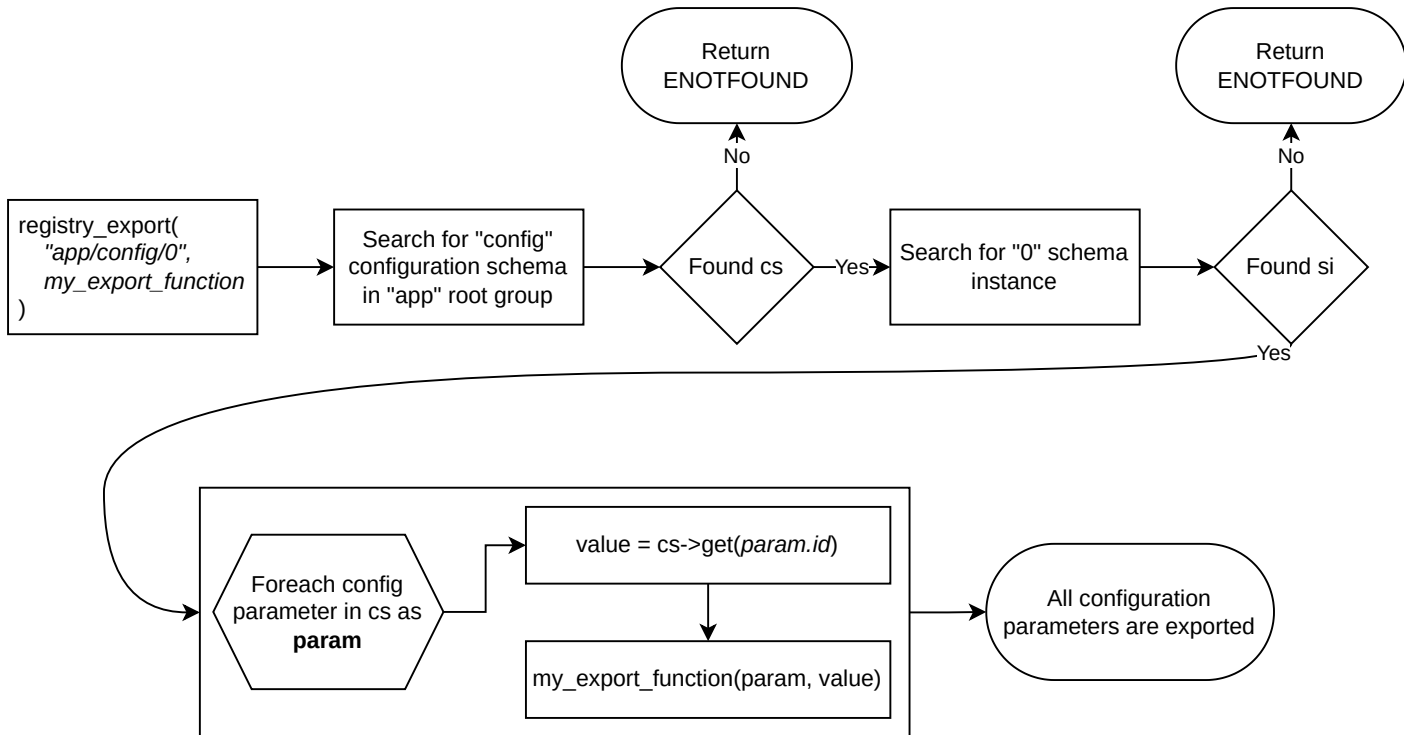 Return
ENOTFOUND
Return
ENOTFOUND
No
No
registry_export(
"app/config/0",
my_export_function
)
Search for "config"
configuration schema
in "app" root group
Found cs
Yes
Search for "0" schema
instance
Found si
Yes
Foreach config
parameter in cs as
param
value = cs->get(param.id)
my_export_function(param, value)
All configuration
parameters are exported